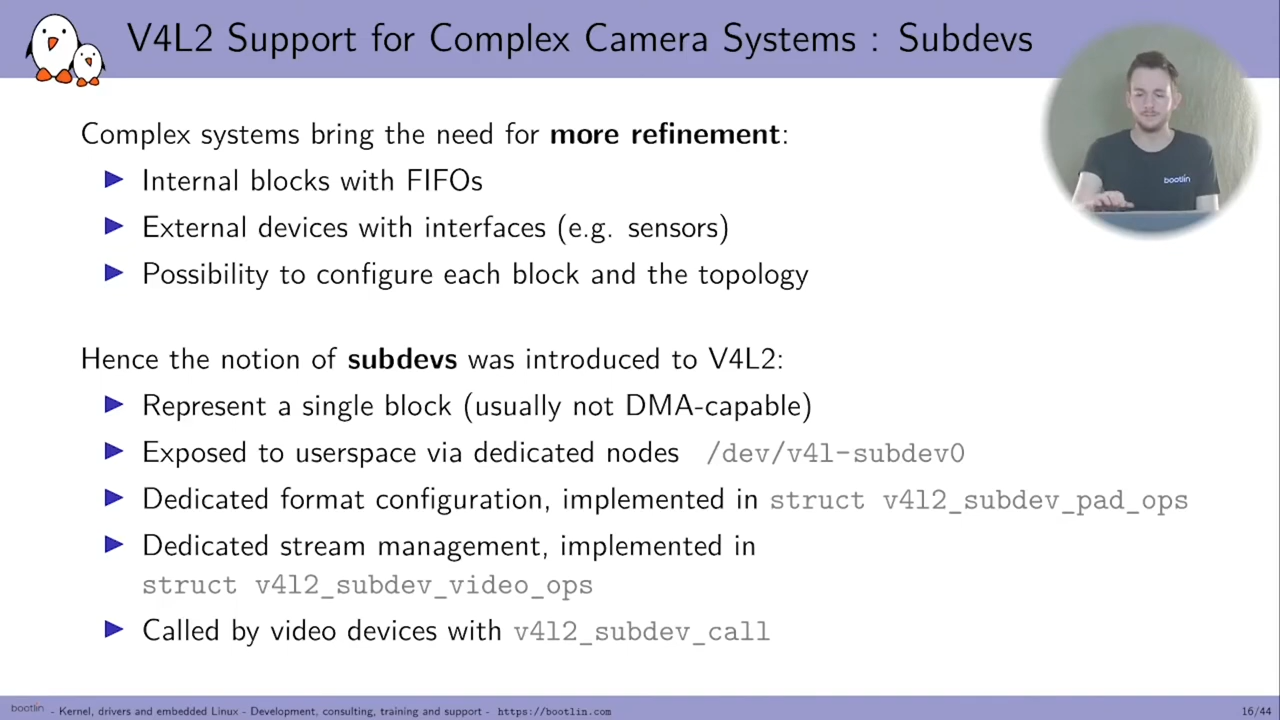 V4L2 Support for Complex Camera Systems : Subdevs
bootlin
Complex systems bring the need for more refinement:
▶ Internal blocks with FIFOs
▶ External devices with interfaces (e.g. sensors)
▶ Possibility to configure each block and the topology
Hence the notion of subdevs was introduced to V4L2:
▶ Represent a single block (usually not DMA-capable)
▶ Exposed to userspace via dedicated nodes /dev/v4l-subdev0
▶ Dedicated format configuration, implemented in struct v4l2_subdev_pad_ops
▶ Dedicated stream management, implemented in
struct v4l2_subdev_video_ops
▶ Called by video devices with v4l2_subdev_call
bootlin - Kernel, drivers and embedded Linux - Development, consulting, training and support - https://bootlin.com 16/44